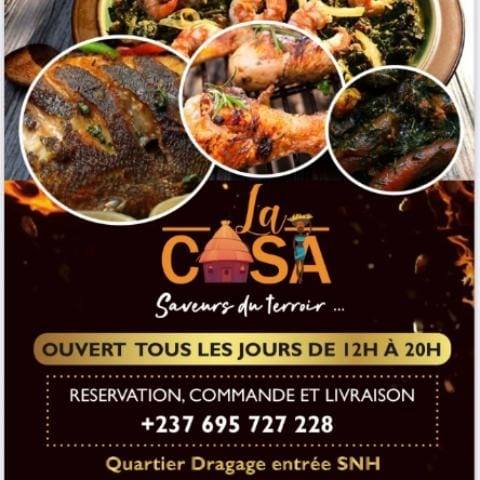 La
CASA
Saveurs du terroir ...
OUVERT TOUS LES JOURS DE 12H À 20H
RESERVATION, COMMANDE ET LIVRAISON
+237 695 727 228
Quartier Dragage entrée SNH